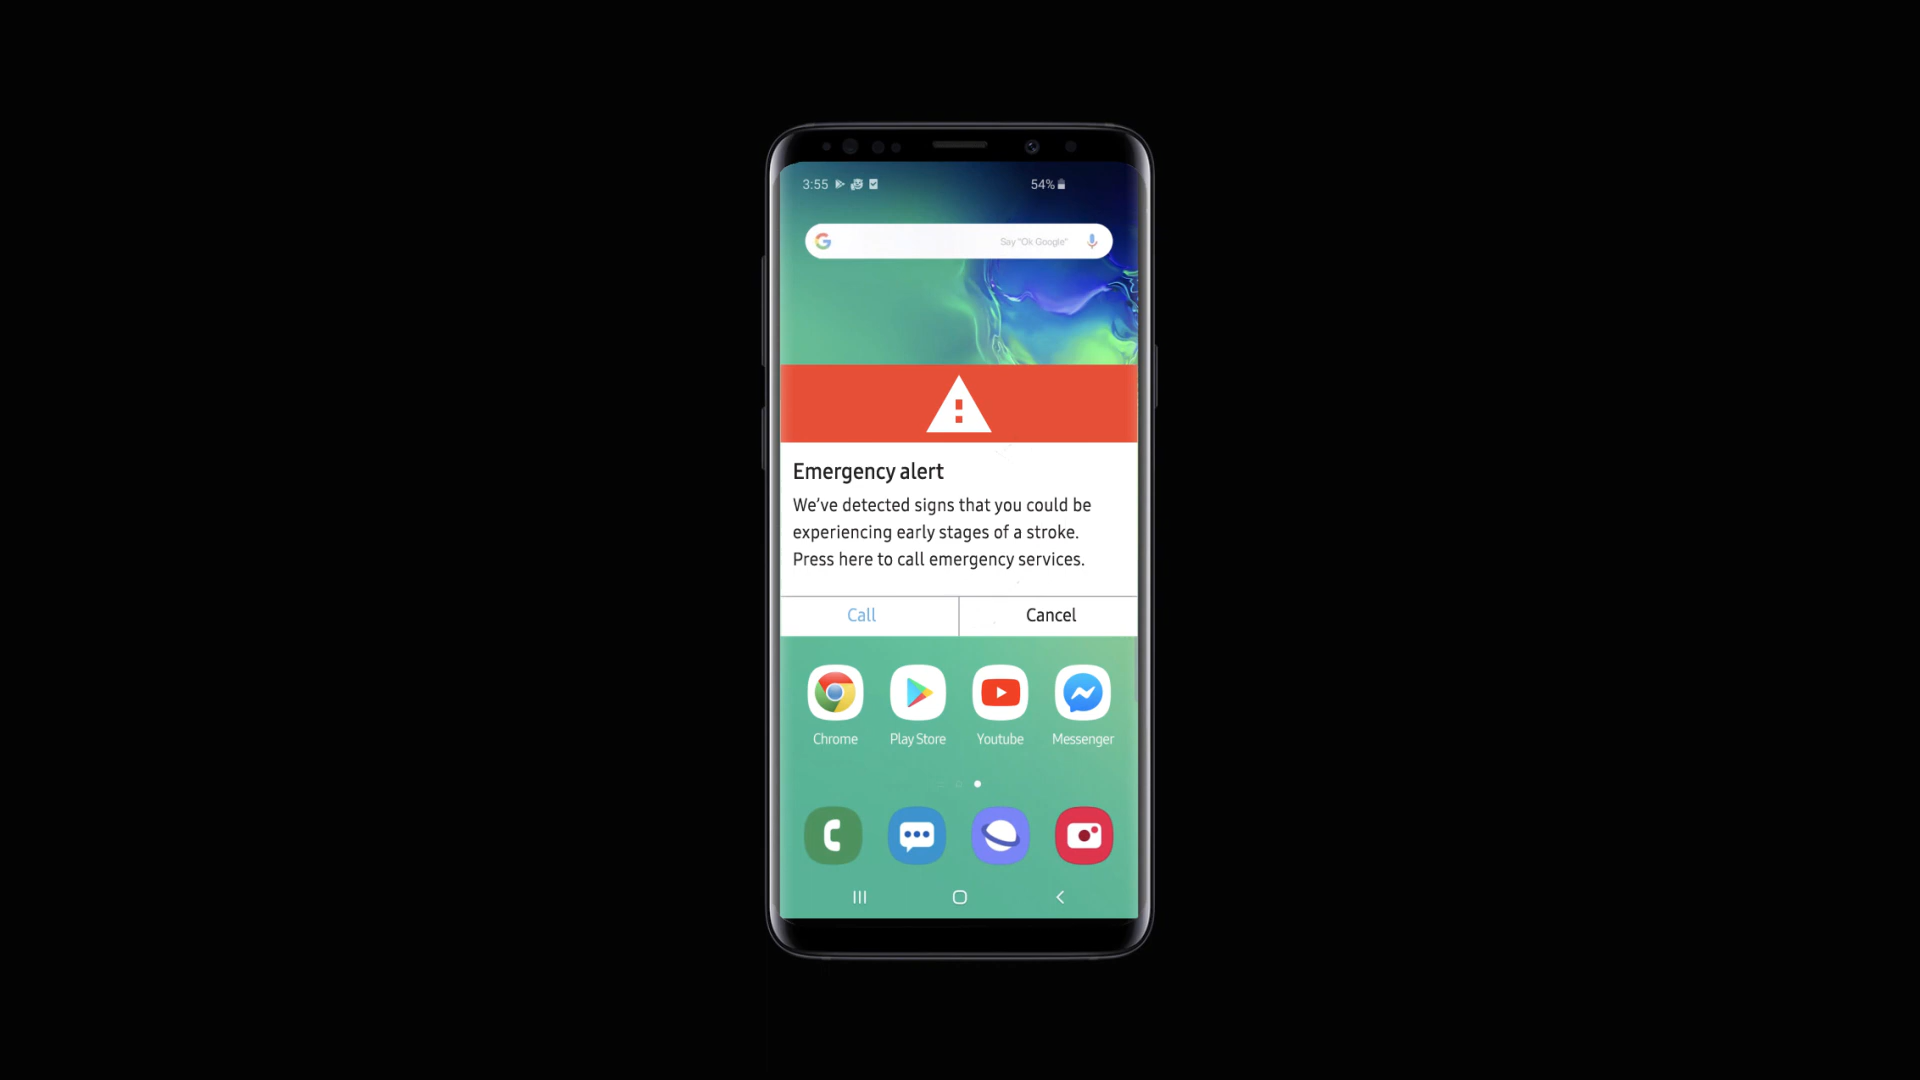 3:55
54%
Say "Ok Google"
Emergency alert
We've detected signs that you could be
experiencing early stages of a stroke.
Press here to call emergency services.
Call
Cancel
Chrome
Play Store
Youtube
Messenger